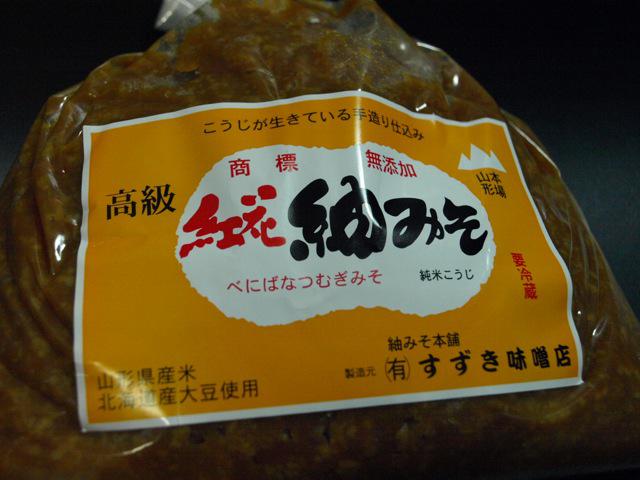 こうじが生きている手造り仕込み
商標 無添加
高級
本場
山形
紅花 紬みそ
べにばなつむぎみそ
純米こうじ
要冷蔵
山形県産米
北海道産大豆使用
紬みそ本舗
製造元 ㈲ すずき味噌店